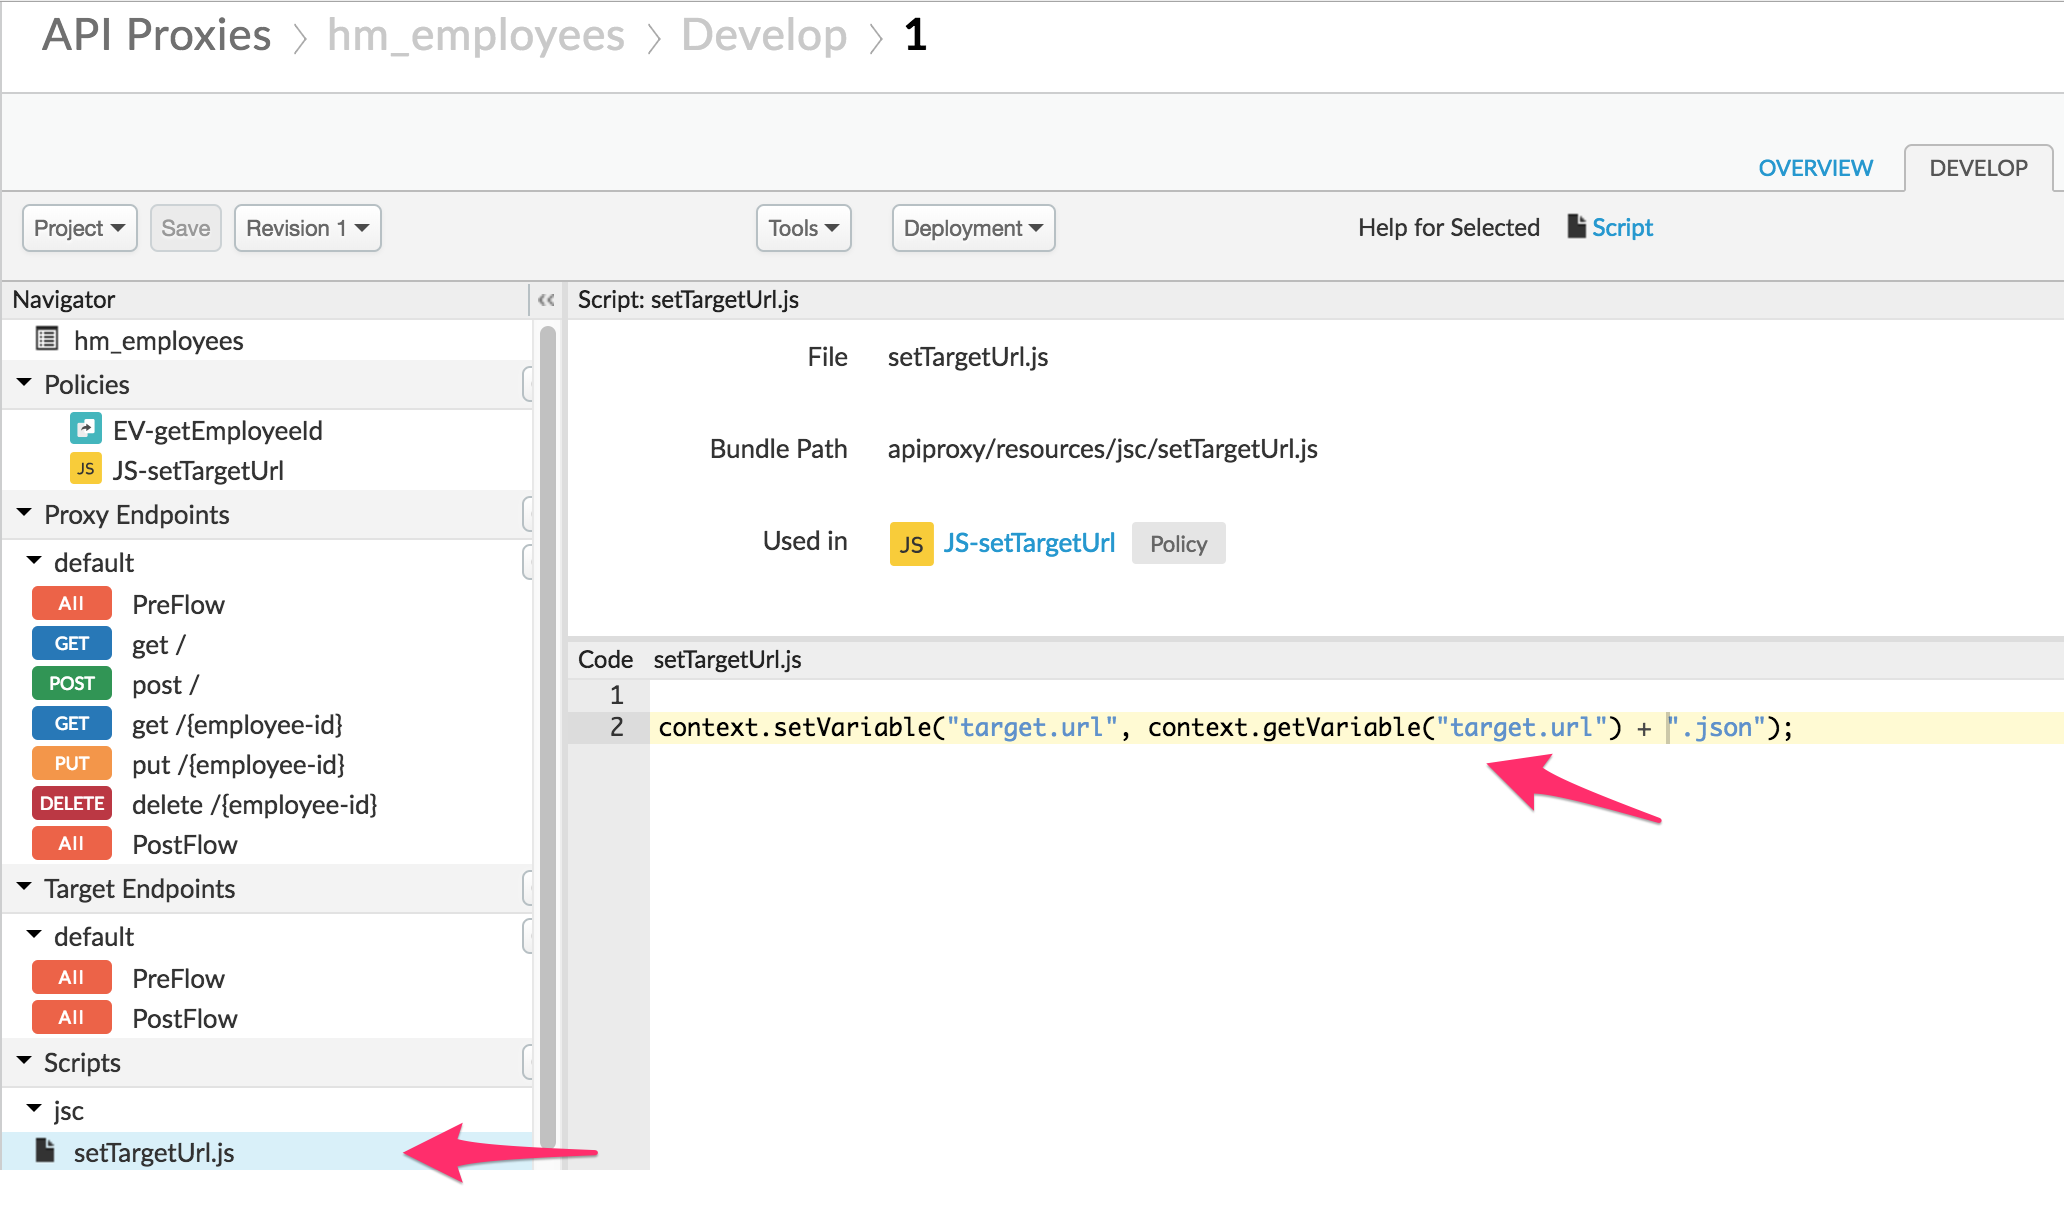 API Proxies > hm_employees > Develop > 1
OVERVIEW DEVELOP
Project Save Revision 1 Tools Deployment Help for Selected Script
Navigator «
hm_employees
Policies
EV-getEmployeeId
JS JS-setTargetUrl
Proxy Endpoints
default
All PreFlow
GET get /
POST post /
GET get /{employee-id}
PUT put /{employee-id}
DELETE delete /{employee-id}
All PostFlow
Target Endpoints
default
All PreFlow
All PostFlow
Scripts
jsc
setTargetUrl.js
Script: setTargetUrl.js
File setTargetUrl.js
Bundle Path apiproxy/resources/jsc/setTargetUrl.js
Used in JS JS-setTargetUrl Policy
Code setTargetUrl.js
1
2 context.setVariable("target.url", context.getVariable("target.url") + ".json");